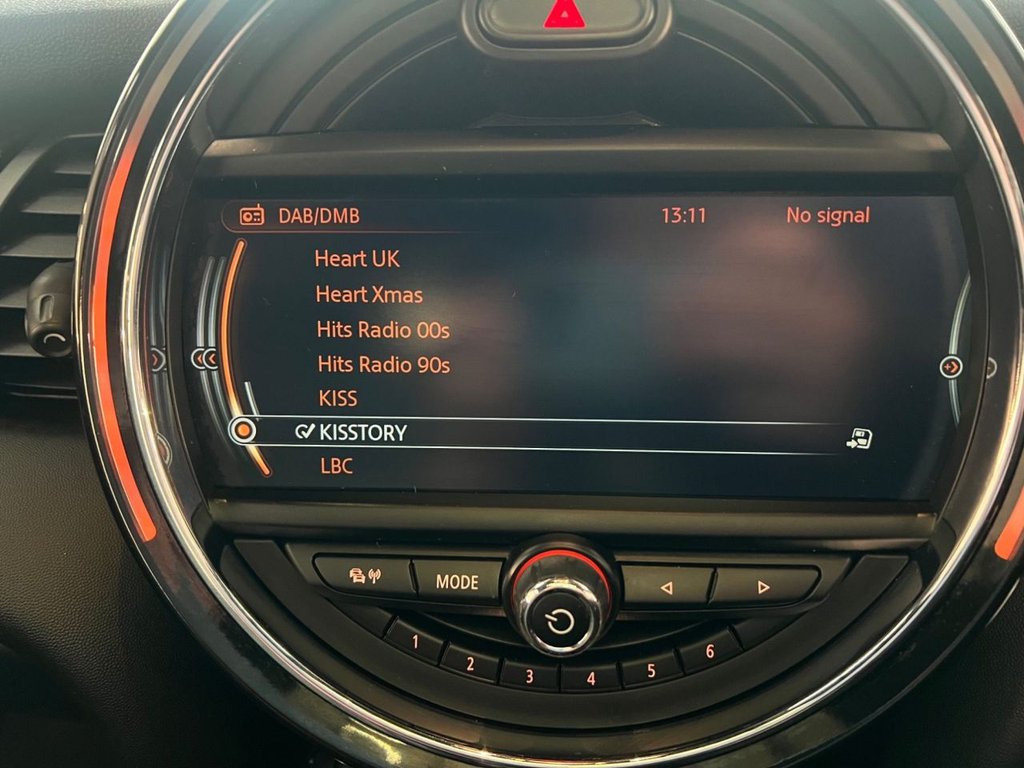 DAB/DMB 13:11 No signal
Heart UK
Heart Xmas
Hits Radio 00s
Hits Radio 90s
KISS
KISSTORY
LBC
MODE
1 2 3 4 5 6